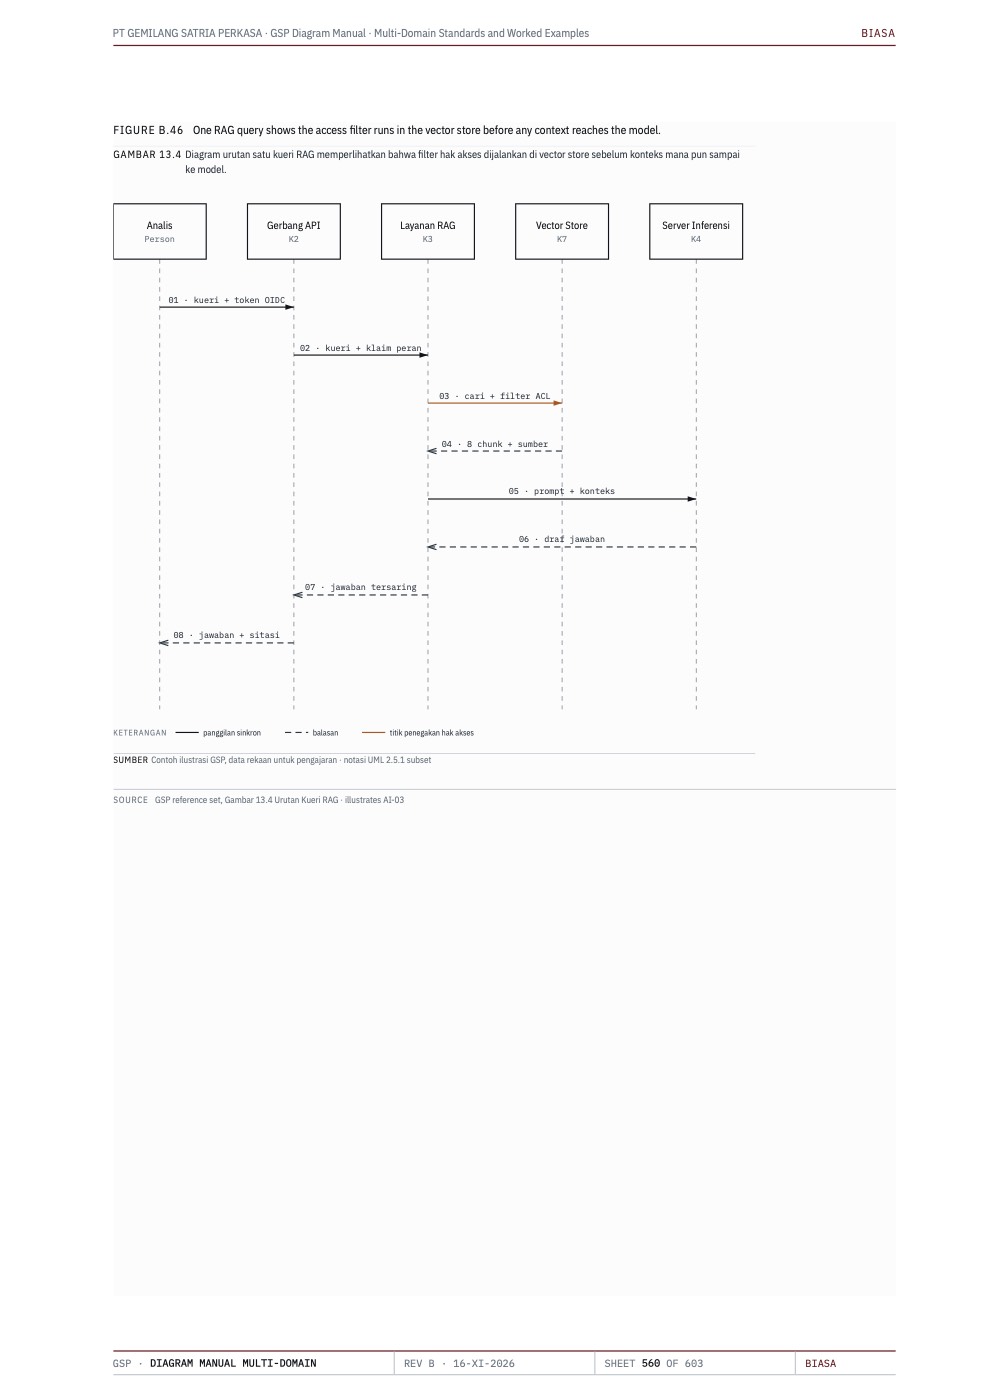 PT GEMILANG SATRIA PERKASA · GSP Diagram Manual · Multi-Domain Standards and Worked Examples BIASA
FIGURE B.46 One RAG query shows the access filter runs in the vector store before any context reaches the model.
GAMBAR 13.4 Diagram urutan satu kueri RAG memperlihatkan bahwa filter hak akses dijalankan di vector store sebelum konteks mana pun sampai
ke model.
Analis Gerbang API Layanan RAG Vector Store Server Inferensi
Person K2 K3 K7 K4
01 · kueri + token OIDC
02 · kueri + klaim peran
03 · cari + filter ACL
04 · 8 chunk + sumber
05 · prompt + konteks
06 · draf jawaban
07 · jawaban tersaring
08 · jawaban + sitasi
KETERANGAN panggilan sinkron balasan titik penegakan hak akses
SUMBER Contoh ilustrasi GSP, data rekaan untuk pengajaran · notasi UML 2.5.1 subset
SOURCE GSP reference set, Gambar 13.4 Urutan Kueri RAG · illustrates AI-03
GSP · DIAGRAM MANUAL MULTI-DOMAIN REV B · 16-XI-2026 SHEET 560 OF 603 BIASA